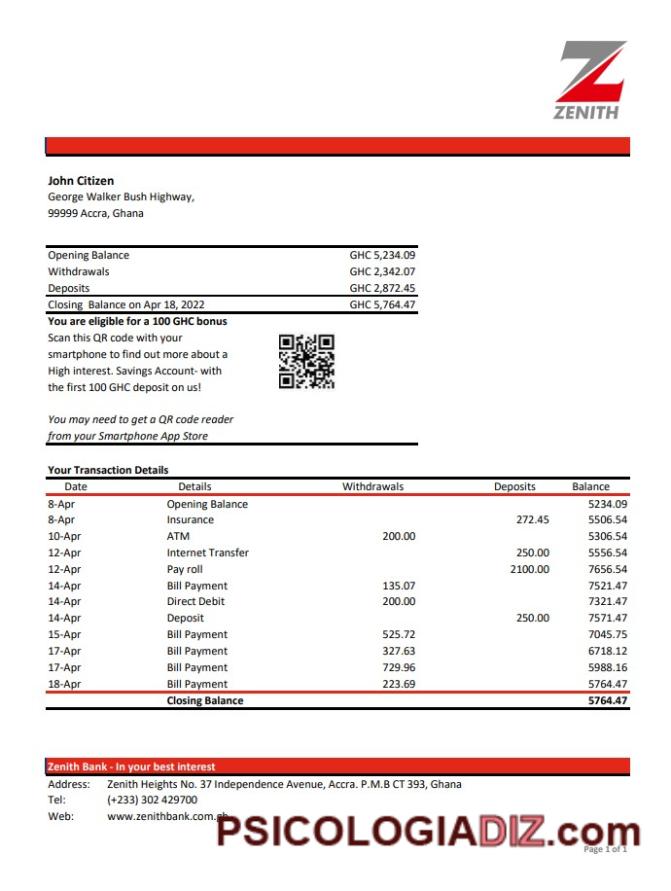 ZENITH
John Citizen
George Walker Bush Highway,
99999 Accra, Ghana
Opening Balance GHC 5,234.09
Withdrawals GHC 2,342.07
Deposits GHC 2,872.45
Closing Balance on Apr 18, 2022 GHC 5,764.47
You are eligible for a 100 GHC bonus
Scan this QR code with your
smartphone to find out more about a
High interest. Savings Account- with
the first 100 GHC deposit on us!
You may need to get a QR code reader
from your Smartphone App Store
Your Transaction Details
Date Details Withdrawals Deposits Balance
8-Apr Opening Balance 5234.09
8-Apr Insurance 272.45 5506.54
10-Apr ATM 200.00 5306.54
12-Apr Internet Transfer 250.00 5556.54
12-Apr Pay roll 2100.00 7656.54
14-Apr Bill Payment 135.07 7521.47
14-Apr Direct Debit 200.00 7321.47
14-Apr Deposit 250.00 7571.47
15-Apr Bill Payment 525.72 7045.75
17-Apr Bill Payment 327.63 6718.12
17-Apr Bill Payment 729.96 5988.16
18-Apr Bill Payment 223.69 5764.47
Closing Balance 5764.47
Zenith Bank - In your best interest
Address: Zenith Heights No. 37 Independence Avenue, Accra. P.M.B CT 393, Ghana
Tel: (+233) 302 429700
Web: www.zenithbank.com.gh
PSICOLOGIADIZ.com
Page 1 of 1